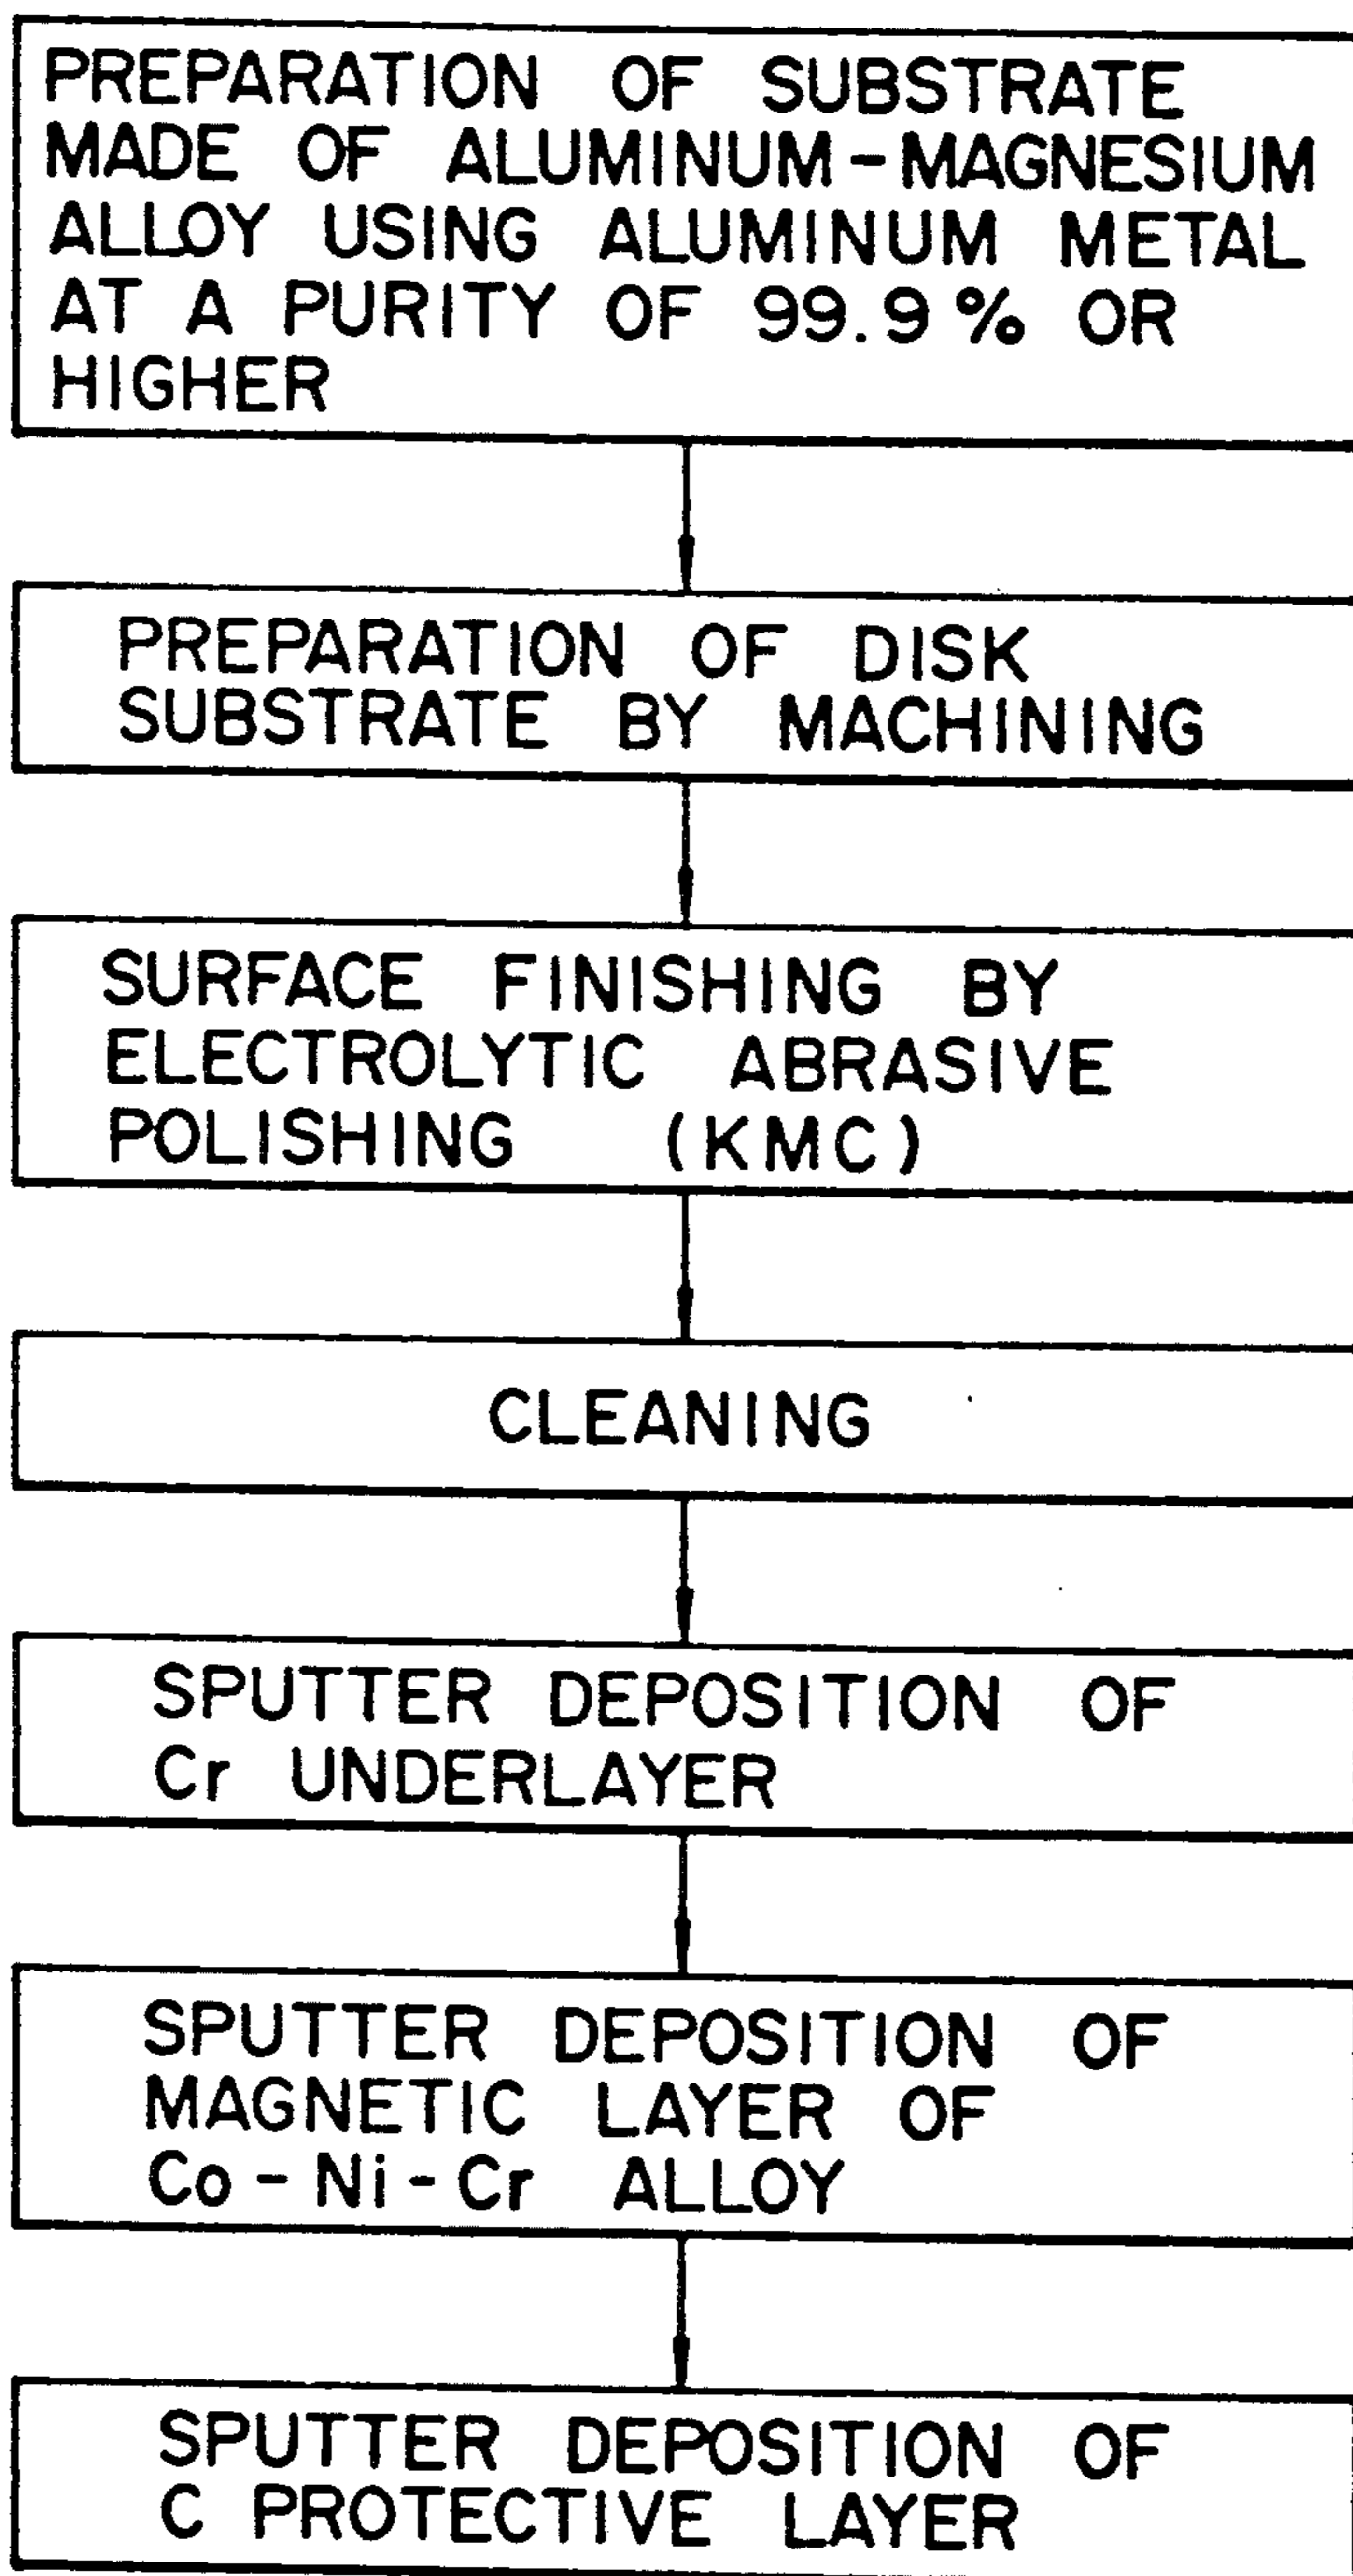 PREPARATION OF SUBSTRATE
MADE OF ALUMINUM-MAGNESIUM
ALLOY USING ALUMINUM METAL
AT A PURITY OF 99.9% OR
HIGHER
PREPARATION OF DISK
SUBSTRATE BY MACHINING
SURFACE FINISHING BY
ELECTROLYTIC ABRASIVE
POLISHING (KMC)
CLEANING
SPUTTER DEPOSITION OF
Cr UNDERLAYER
SPUTTER DEPOSITION OF
MAGNETIC LAYER OF
Co-Ni-Cr ALLOY
SPUTTER DEPOSITION OF
C PROTECTIVE LAYER